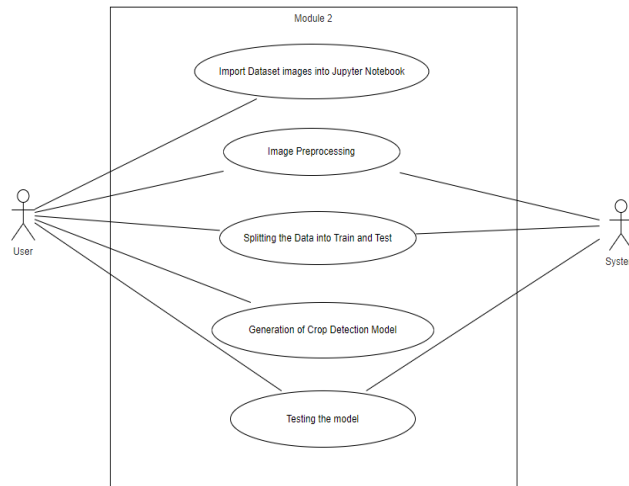 Module 2
Import Dataset images into Jupyter Notebook
Image Preprocessing
Splitting the Data into Train and Test
User
Syste
Generation of Crop Detection Model
Testing the model